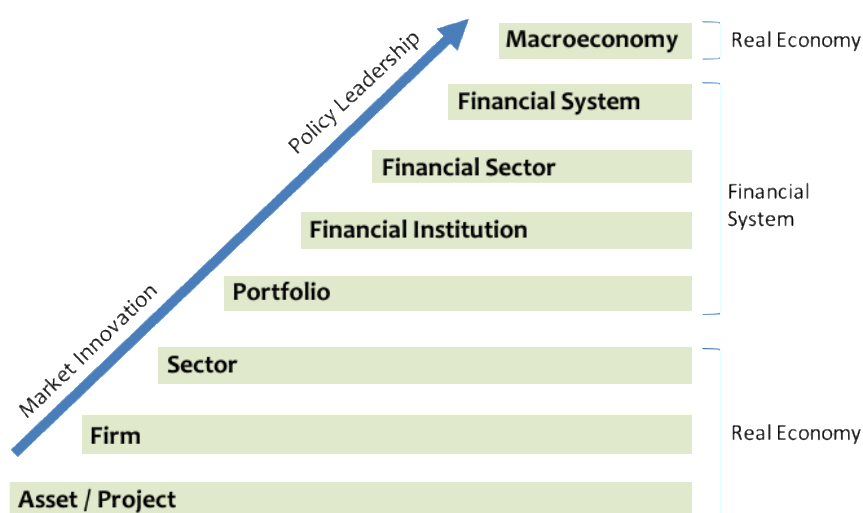 Macroeconomy
Real Economy
Policy Leadership
Financial System
Financial Sector
Financial
System
Financial Institution
Portfolio
Market Innovation
Sector
Firm
Real Economy
Asset / Project